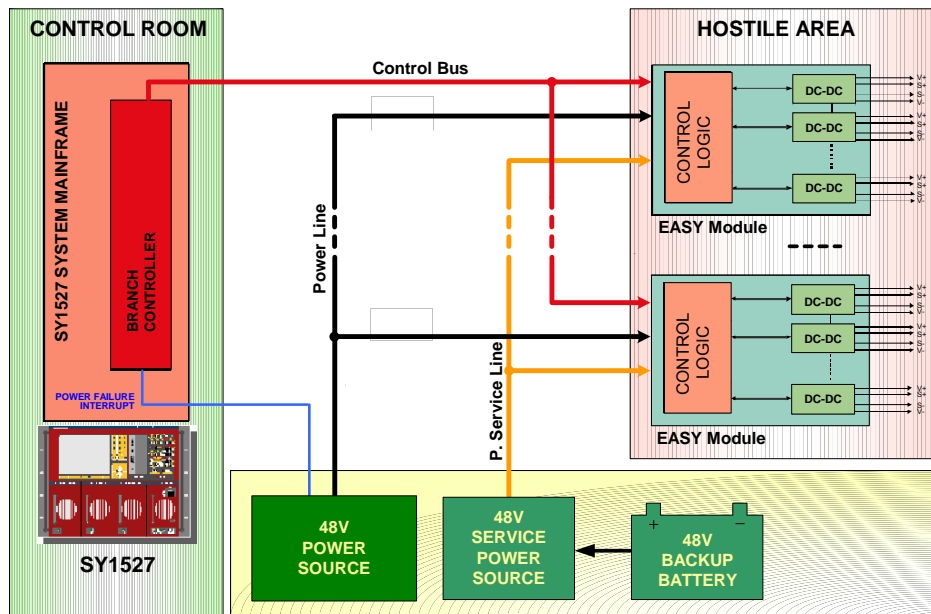 CONTROL ROOM
SY1527 SYSTEM MAINFRAME
BRANCH
CONTROLLER
POWER FAILURE
INTERRUPT
SY1527
Control Bus
Power Line
P. Service Line
HOSTILE AREA
CONTROL
LOGIC
DC-DC
V+
S+
S-
V-
DC-DC
V+
S+
S-
V-
DC-DC
V+
S+
S-
V-
EASY Module
CONTROL
LOGIC
DC-DC
V+
S+
S-
V-
DC-DC
V+
S+
S-
V-
DC-DC
V+
S+
S-
V-
EASY Module
48V
POWER
SOURCE
48V
SERVICE
POWER
SOURCE
+
−
48V
BACKUP
BATTERY